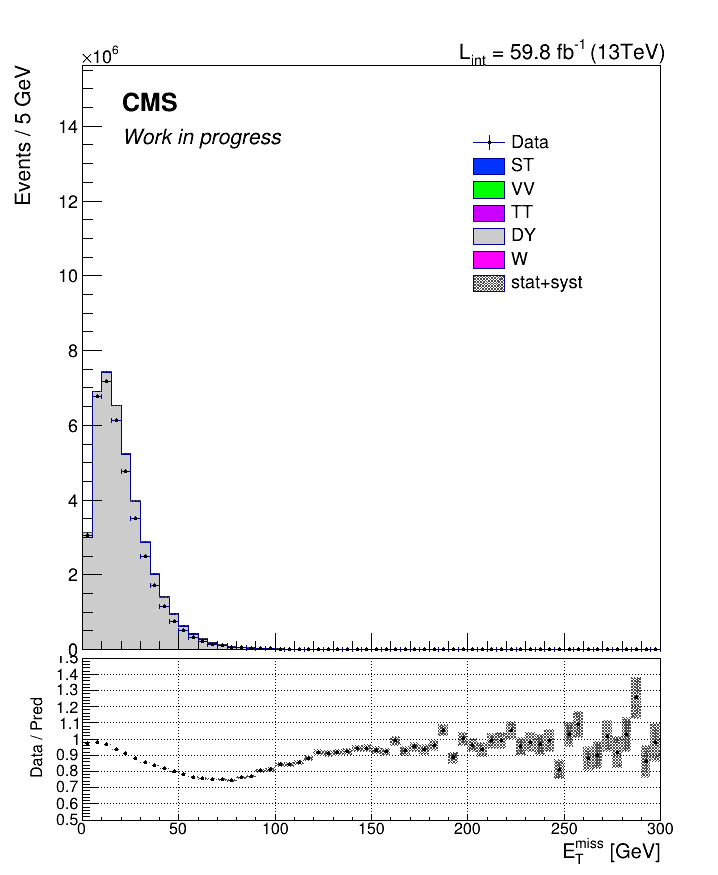 ×10⁶
L_int = 59.8 fb⁻¹ (13TeV)
Events / 5 GeV
CMS
Work in progress
Data
ST
VV
TT
DY
W
stat+syst
14
12
10
8
6
4
2
0
Data / Pred
1.5
1.4
1.3
1.2
1.1
1
0.9
0.8
0.7
0.6
0.5
0 50 100 150 200 250 300
E_T^miss [GeV]